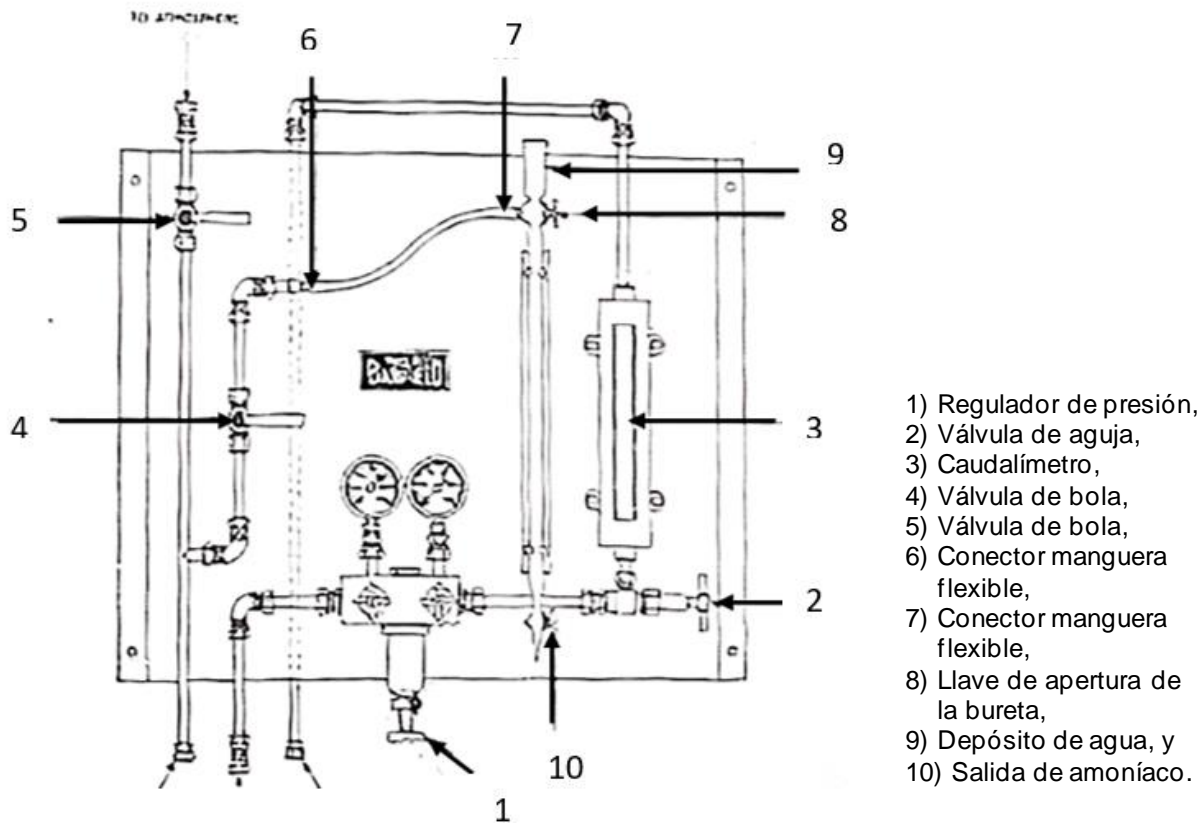 TO ATMOSPHERE
6
7
9
5
8
4
3
2
10
1
1) Regulador de presión,
2) Válvula de aguja,
3) Caudalímetro,
4) Válvula de bola,
5) Válvula de bola,
6) Conector manguera
flexible,
7) Conector manguera
flexible,
8) Llave de apertura de
la bureta,
9) Depósito de agua, y
10) Salida de amoníaco.